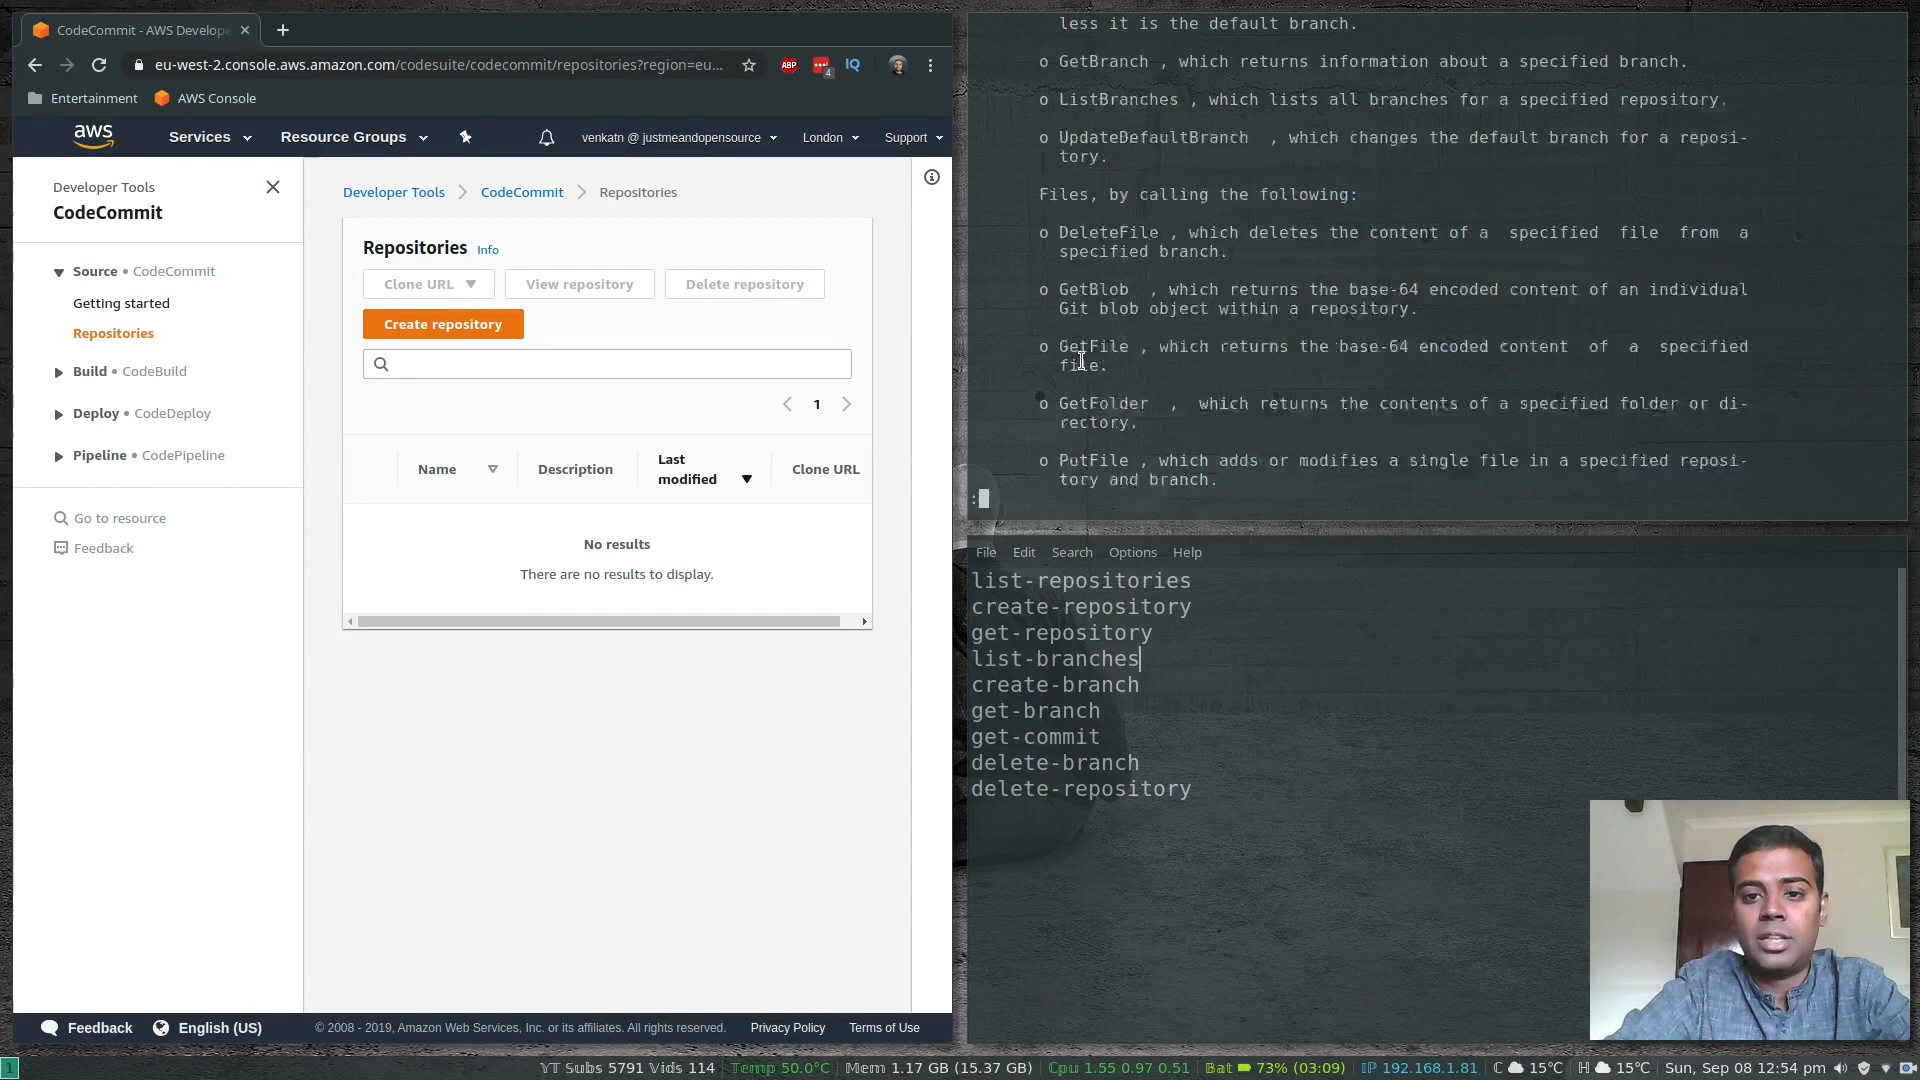 CodeCommit - AWS Develope
eu-west-2.console.aws.amazon.com/codesuite/codecommit/repositories?region=eu...
ABP
4
IQ
Entertainment
AWS Console
aws
Services
Resource Groups
venkatn @ justmeandopensource
London
Support
Developer Tools
CodeCommit
Source • CodeCommit
Getting started
Repositories
Build • CodeBuild
Deploy • CodeDeploy
Pipeline • CodePipeline
Go to resource
Feedback
Developer Tools
CodeCommit
Repositories
Repositories Info
Clone URL
View repository
Delete repository
Create repository
1
Name
Description
Last modified
Clone URL
No results
There are no results to display.
Feedback
English (US)
© 2008 - 2019, Amazon Web Services, Inc. or its affiliates. All rights reserved.
Privacy Policy
Terms of Use
less it is the default branch.
o GetBranch , which returns information about a specified branch.
o ListBranches , which lists all branches for a specified repository.
o UpdateDefaultBranch , which changes the default branch for a reposi-
tory.
Files, by calling the following:
o DeleteFile , which deletes the content of a specified file from a
specified branch.
o GetBlob , which returns the base-64 encoded content of an individual
Git blob object within a repository.
o GetFile , which returns the base-64 encoded content of a specified
file.
o GetFolder , which returns the contents of a specified folder or di-
rectory.
o PutFile , which adds or modifies a single file in a specified reposi-
tory and branch.
:
File Edit Search Options Help
list-repositories
create-repository
get-repository
list-branches
create-branch
get-branch
get-commit
delete-branch
delete-repository
1
YT Subs 5791 Vids 114
Temp 50.0°C
Mem 1.17 GB (15.37 GB)
Cpu 1.55 0.97 0.51
Bat 73% (03:09)
IP 192.168.1.81
C 15°C
H 15°C
Sun, Sep 08 12:54 pm